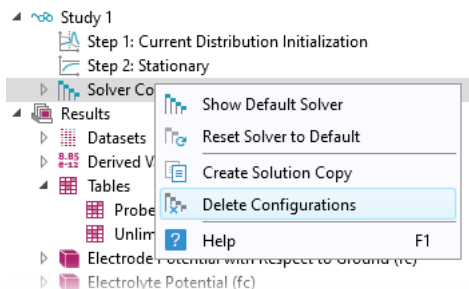 Study 1
Step 1: Current Distribution Initialization
Step 2: Stationary
Solver Co
Show Default Solver
Results
Reset Solver to Default
Datasets
8.85
e-12 Derived V
Create Solution Copy
Tables
Delete Configurations
Probe
Unlim
? Help F1
Electrode Potential with Respect to Ground (fc)
Electrolyte Potential (fc)